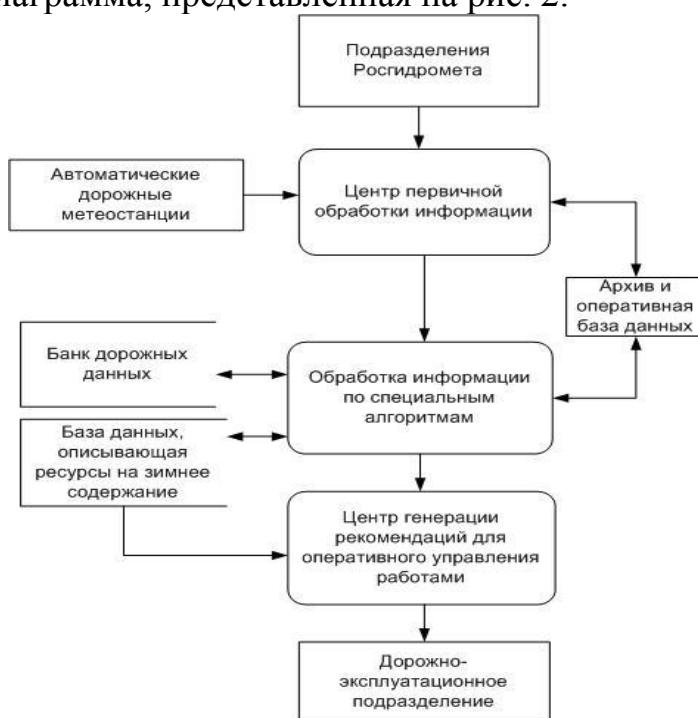 иаграмма, представленная на рис. 2.
Подразделения
Росгидромета
Автоматические
дорожные
метеостанции
Центр первичной
обработки информации
Архив и
оперативная
база данных
Банк дорожных
данных
Обработка информации
по специальным
алгоритмам
База данных,
описывающая
ресурсы на зимнее
содержание
Центр генерации
рекомендаций для
оперативного управления
работами
Дорожно-
эксплуатационное
подразделение